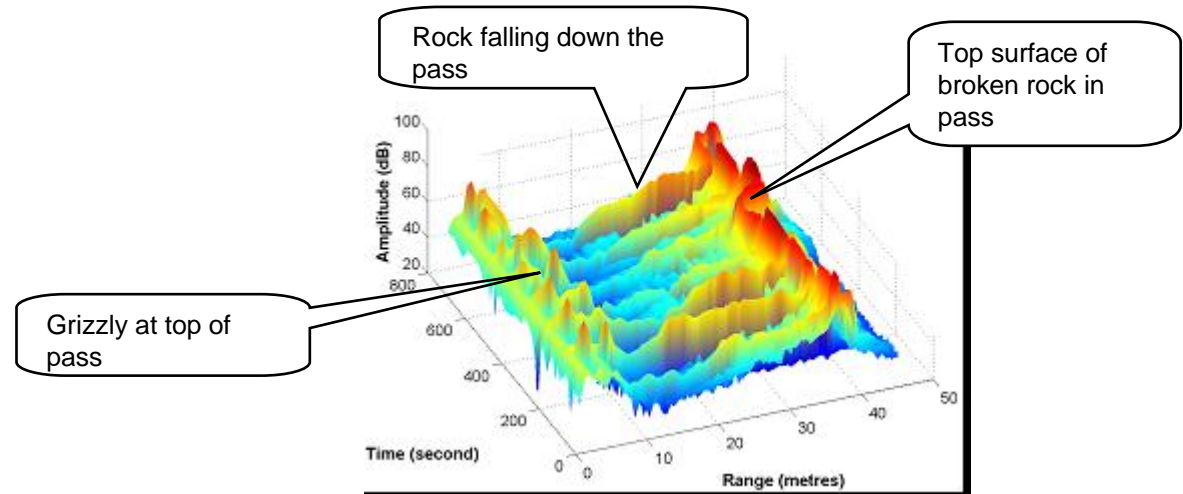 Rock falling down the
pass
Top surface of
broken rock in
pass
Grizzly at top of
pass
Amplitude (dB)
100
80
60
40
20
800
600
400
200
0
Time (second)
0
10
20
30
40
50
Range (metres)